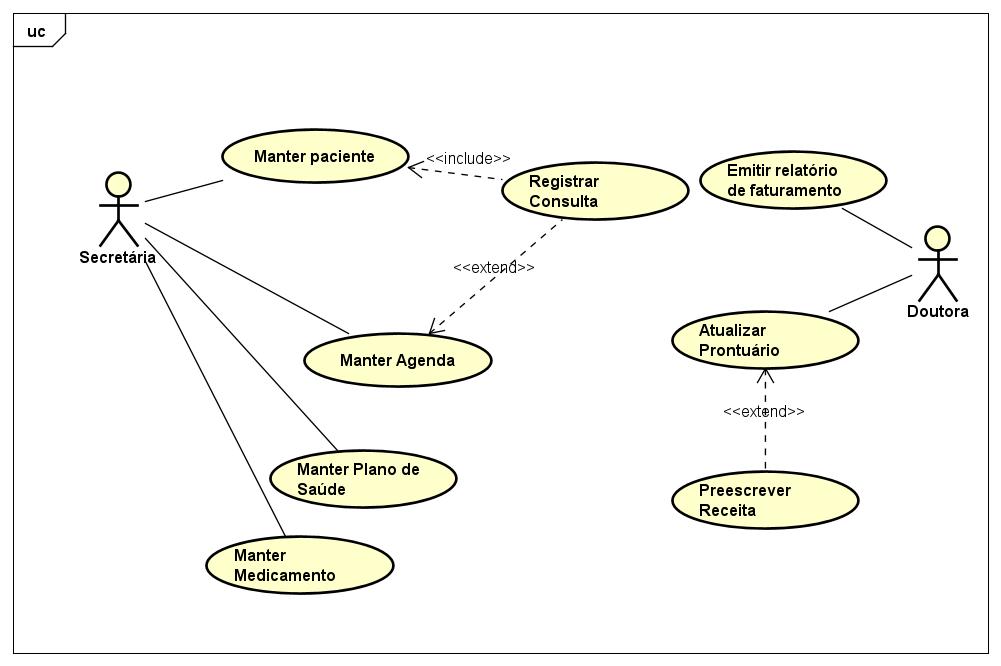 uc
Manter paciente
<<include>>
Registrar
Consulta
Emitir relatório
de faturamento
Secretária
<<extend>>
Doutora
Manter Agenda
Atualizar
Prontuário
<<extend>>
Manter Plano de
Saúde
Preescrever
Receita
Manter
Medicamento